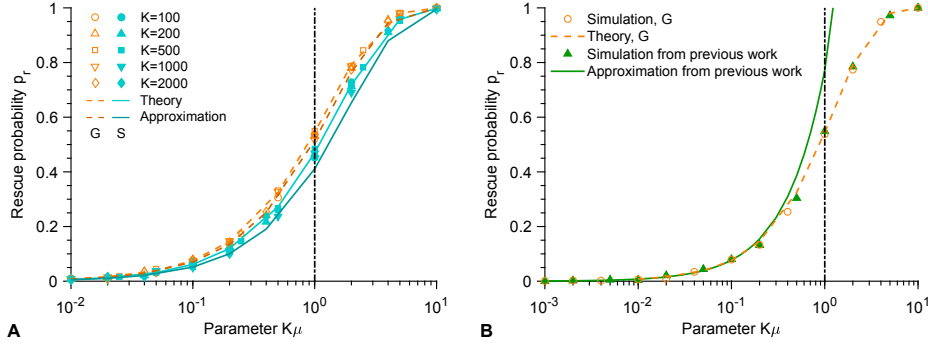 1
0.8
0.6
0.4
0.2
0
Rescue probability p_r
K=100
K=200
K=500
K=1000
K=2000
Theory
Approximation
G S
10^-2 10^-1 10^0 10^1
Parameter Kμ
A
1
0.8
0.6
0.4
0.2
0
Rescue probability p_r
Simulation, G
Theory, G
Simulation from previous work
Approximation from previous work
10^-3 10^-2 10^-1 10^0 10^1
Parameter Kμ
B